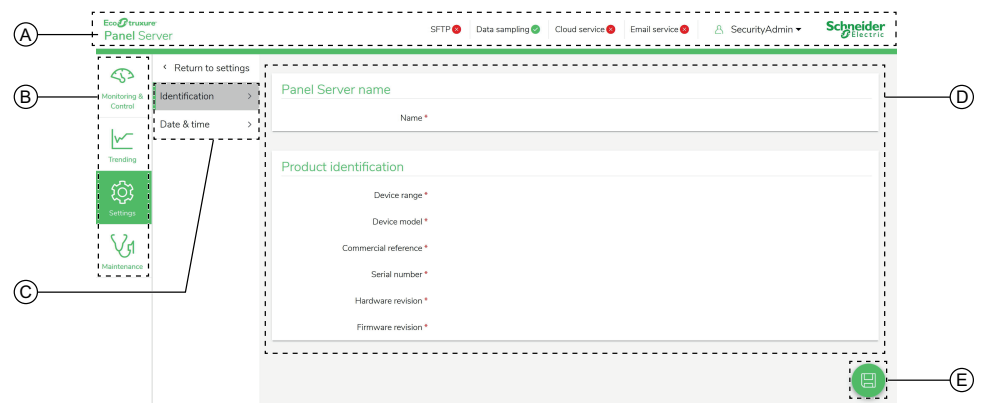 EcoStruxure
Panel Server
SFTP Data sampling Cloud service Email service SecurityAdmin
Schneider
Electric
A
B
C
D
E
Monitoring &
Control
Trending
Settings
Maintenance
Return to settings
Identification
Date & time
Panel Server name
Name *
Product identification
Device range *
Device model *
Commercial reference *
Serial number *
Hardware revision *
Firmware revision *